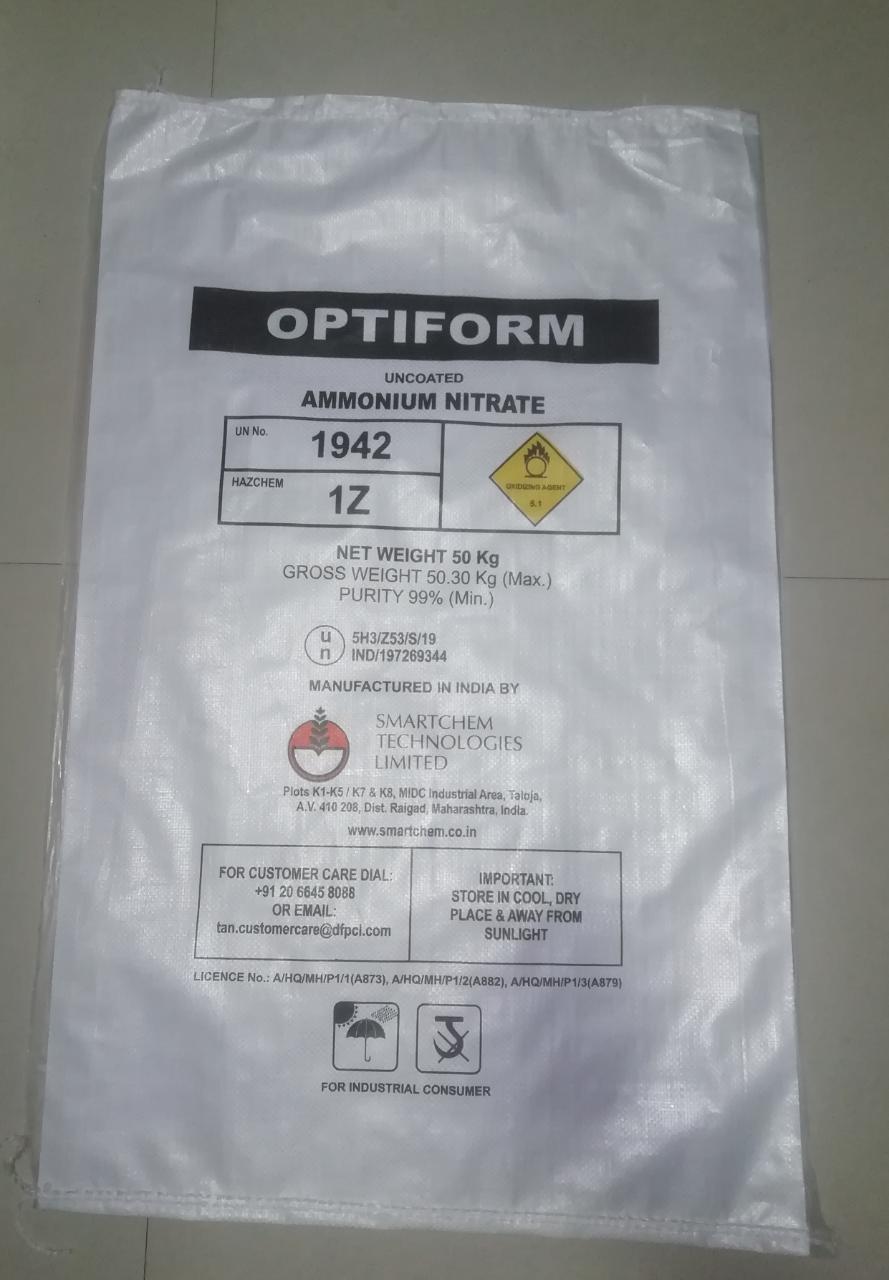 OPTIFORM
UNCOATED
AMMONIUM NITRATE
UN No.
1942
HAZCHEM
1Z
OXIDIZING AGENT
5.1
NET WEIGHT 50 Kg
GROSS WEIGHT 50.30 Kg (Max.)
PURITY 99% (Min.)
u
n
5H3/Z53/S/19
IND/197269344
MANUFACTURED IN INDIA BY
SMARTCHEM
TECHNOLOGIES
LIMITED
Plots K1-K5 / K7 & K8, MIDC Industrial Area, Taloja,
A.V. 410 208, Dist. Raigad, Maharashtra, India.
www.smartchem.co.in
FOR CUSTOMER CARE DIAL:
+91 20 6645 8088
OR EMAIL:
tan.customercare@dfpcl.com
IMPORTANT:
STORE IN COOL, DRY
PLACE & AWAY FROM
SUNLIGHT
LICENCE No.: A/HQ/MH/P1/1(A873), A/HQ/MH/P1/2(A882), A/HQ/MH/P1/3(A879)
FOR INDUSTRIAL CONSUMER